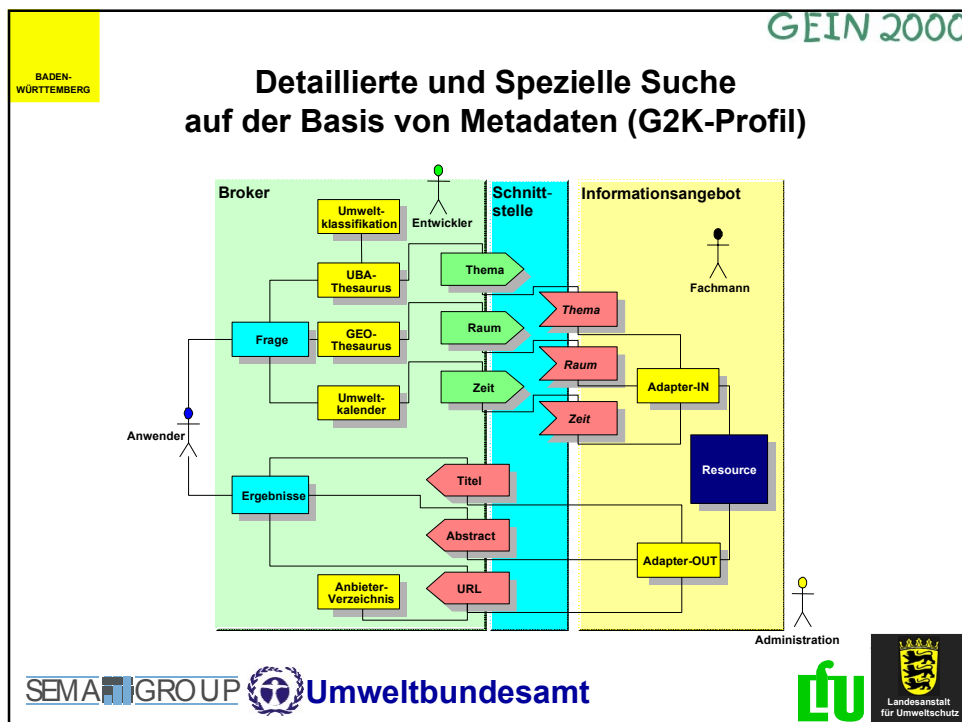 GEIN 2000
BADEN-
WÜRTTEMBERG
Detaillierte und Spezielle Suche
auf der Basis von Metadaten (G2K-Profil)
Broker
Schnitt-
stelle
Informationsangebot
Umwelt-
klassifikation
Entwickler
UBA-
Thesaurus
Thema
Fachmann
Thema
Frage
GEO-
Thesaurus
Raum
Raum
Adapter-IN
Umwelt-
kalender
Zeit
Zeit
Anwender
Resource
Titel
Ergebnisse
Abstract
Adapter-OUT
Anbieter-
Verzeichnis
URL
Administration
SEMA GROUP
Umweltbundesamt
LfU
Landesanstalt
für Umweltschutz